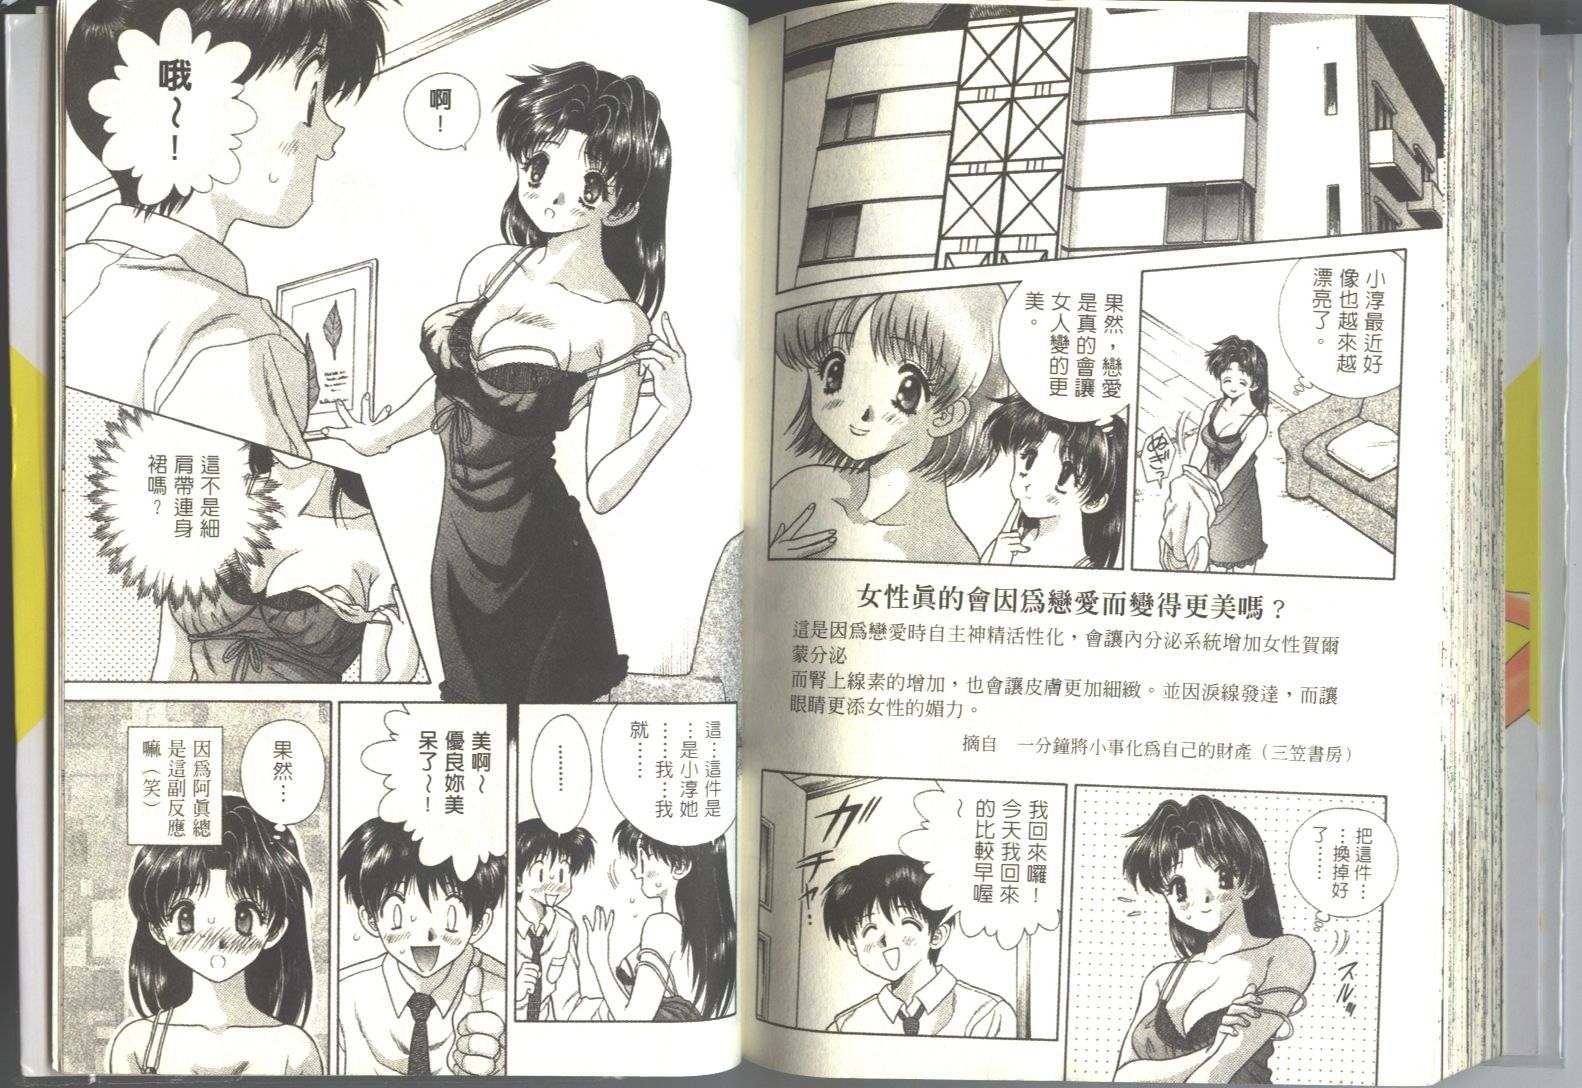 小淳最近好
像也越來越
漂亮了。
ぬぎっ
果然，戀愛
是真的會讓
女人變的更
美。
女性眞的會因爲戀愛而變得更美嗎？
這是因爲戀愛時自主神精活性化，會讓內分泌系統增加女性賀爾
蒙分泌
而腎上線素的增加，也會讓皮膚更加細緻。並因淚線發達，而讓
眼睛更添女性的媚力。
摘自　一分鐘將小事化爲自己的財產（三笠書房）
把這件…
…換掉好
了……
スルッ
ガチャ…
我回來囉！
今天我回來
的比較早喔
～
啊！
哦～！
這不是細
肩帶連身
裙嗎？
這…這件是
…是小淳她
……我…我
就……
………
美啊～
優良妳美
呆了～！
果然…
因爲阿眞總
是這副反應
嘛（笑）